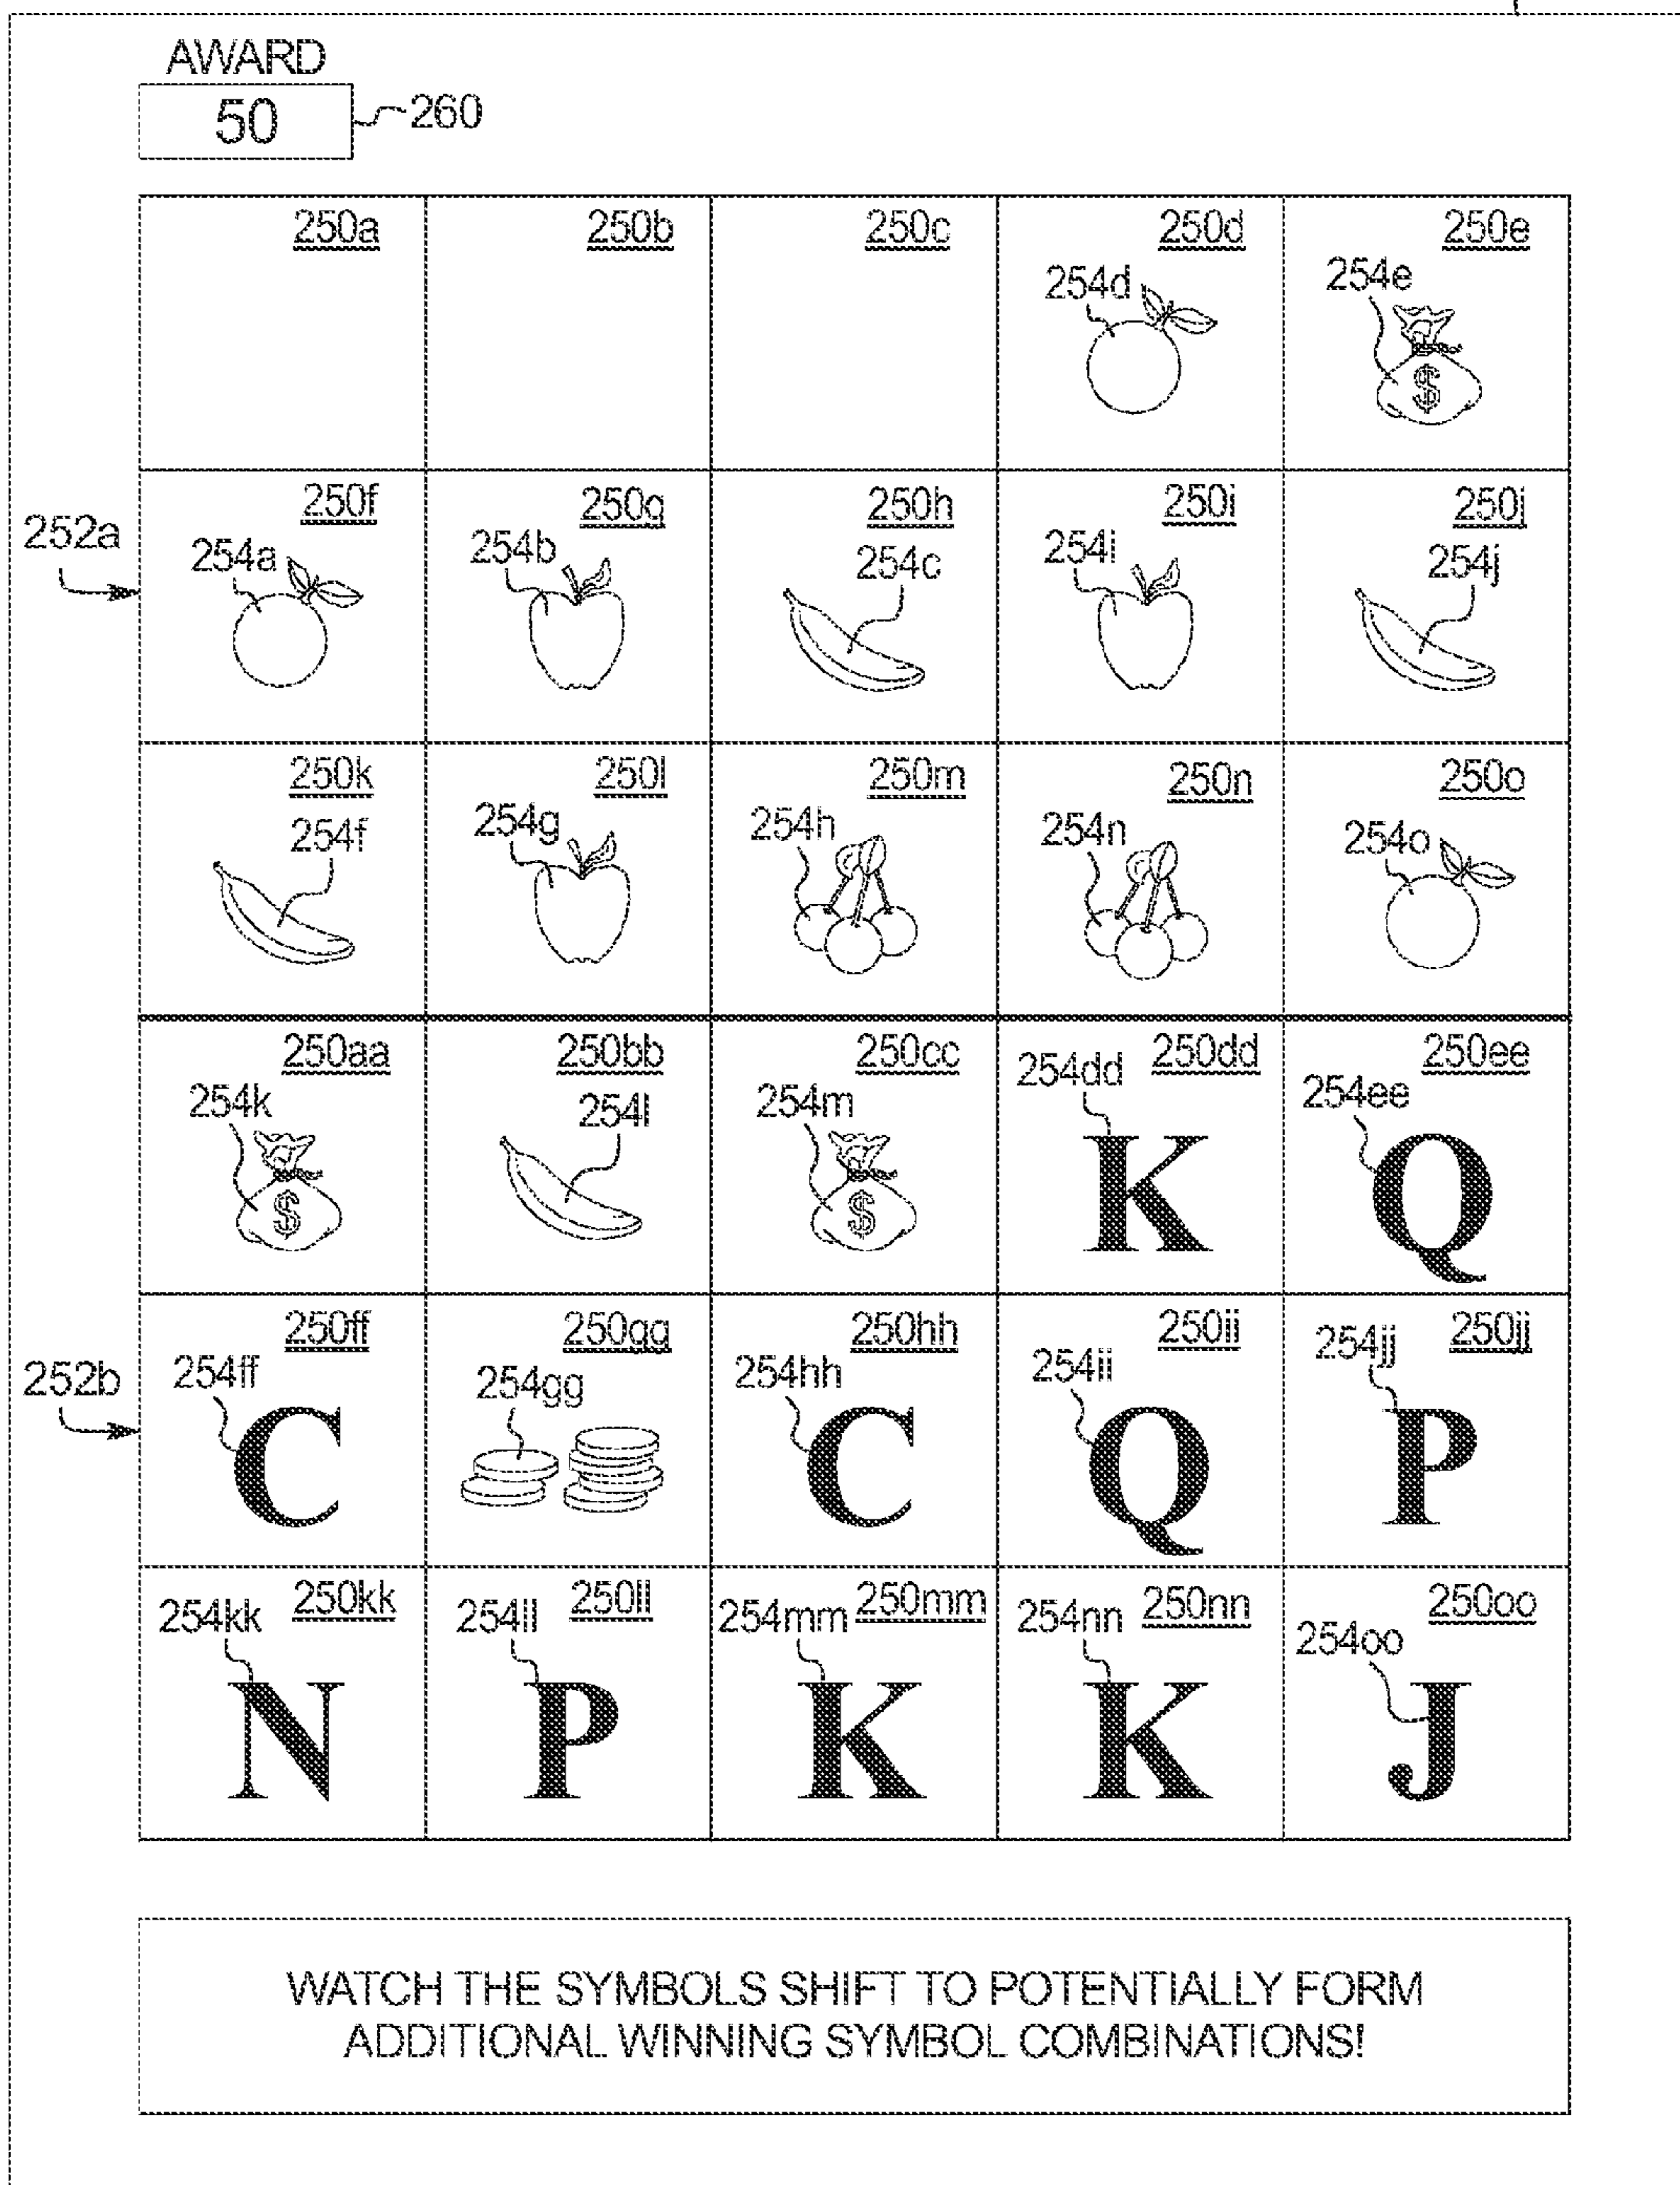 AWARD
50 260
250a 250b 250c 250d 250e
254d 254e
$
252a
250f 250g 250h 250i 250j
254a 254b 254c 254i 254j
250k 250l 250m 250n 250o
254f 254g 254h 254n 254o
250aa 250bb 250cc 254dd 250dd 250ee
254k 254l 254m 254ee
$ $ K Q
252b
250ff 250gg 250hh 250ii 254jj 250jj
254ff 254gg 254hh 254ii
C C Q P
254kk 250kk 254ll 250ll 254mm 250mm 254nn 250nn 250oo
254oo
N P K K J
WATCH THE SYMBOLS SHIFT TO POTENTIALLY FORM
ADDITIONAL WINNING SYMBOL COMBINATIONS!